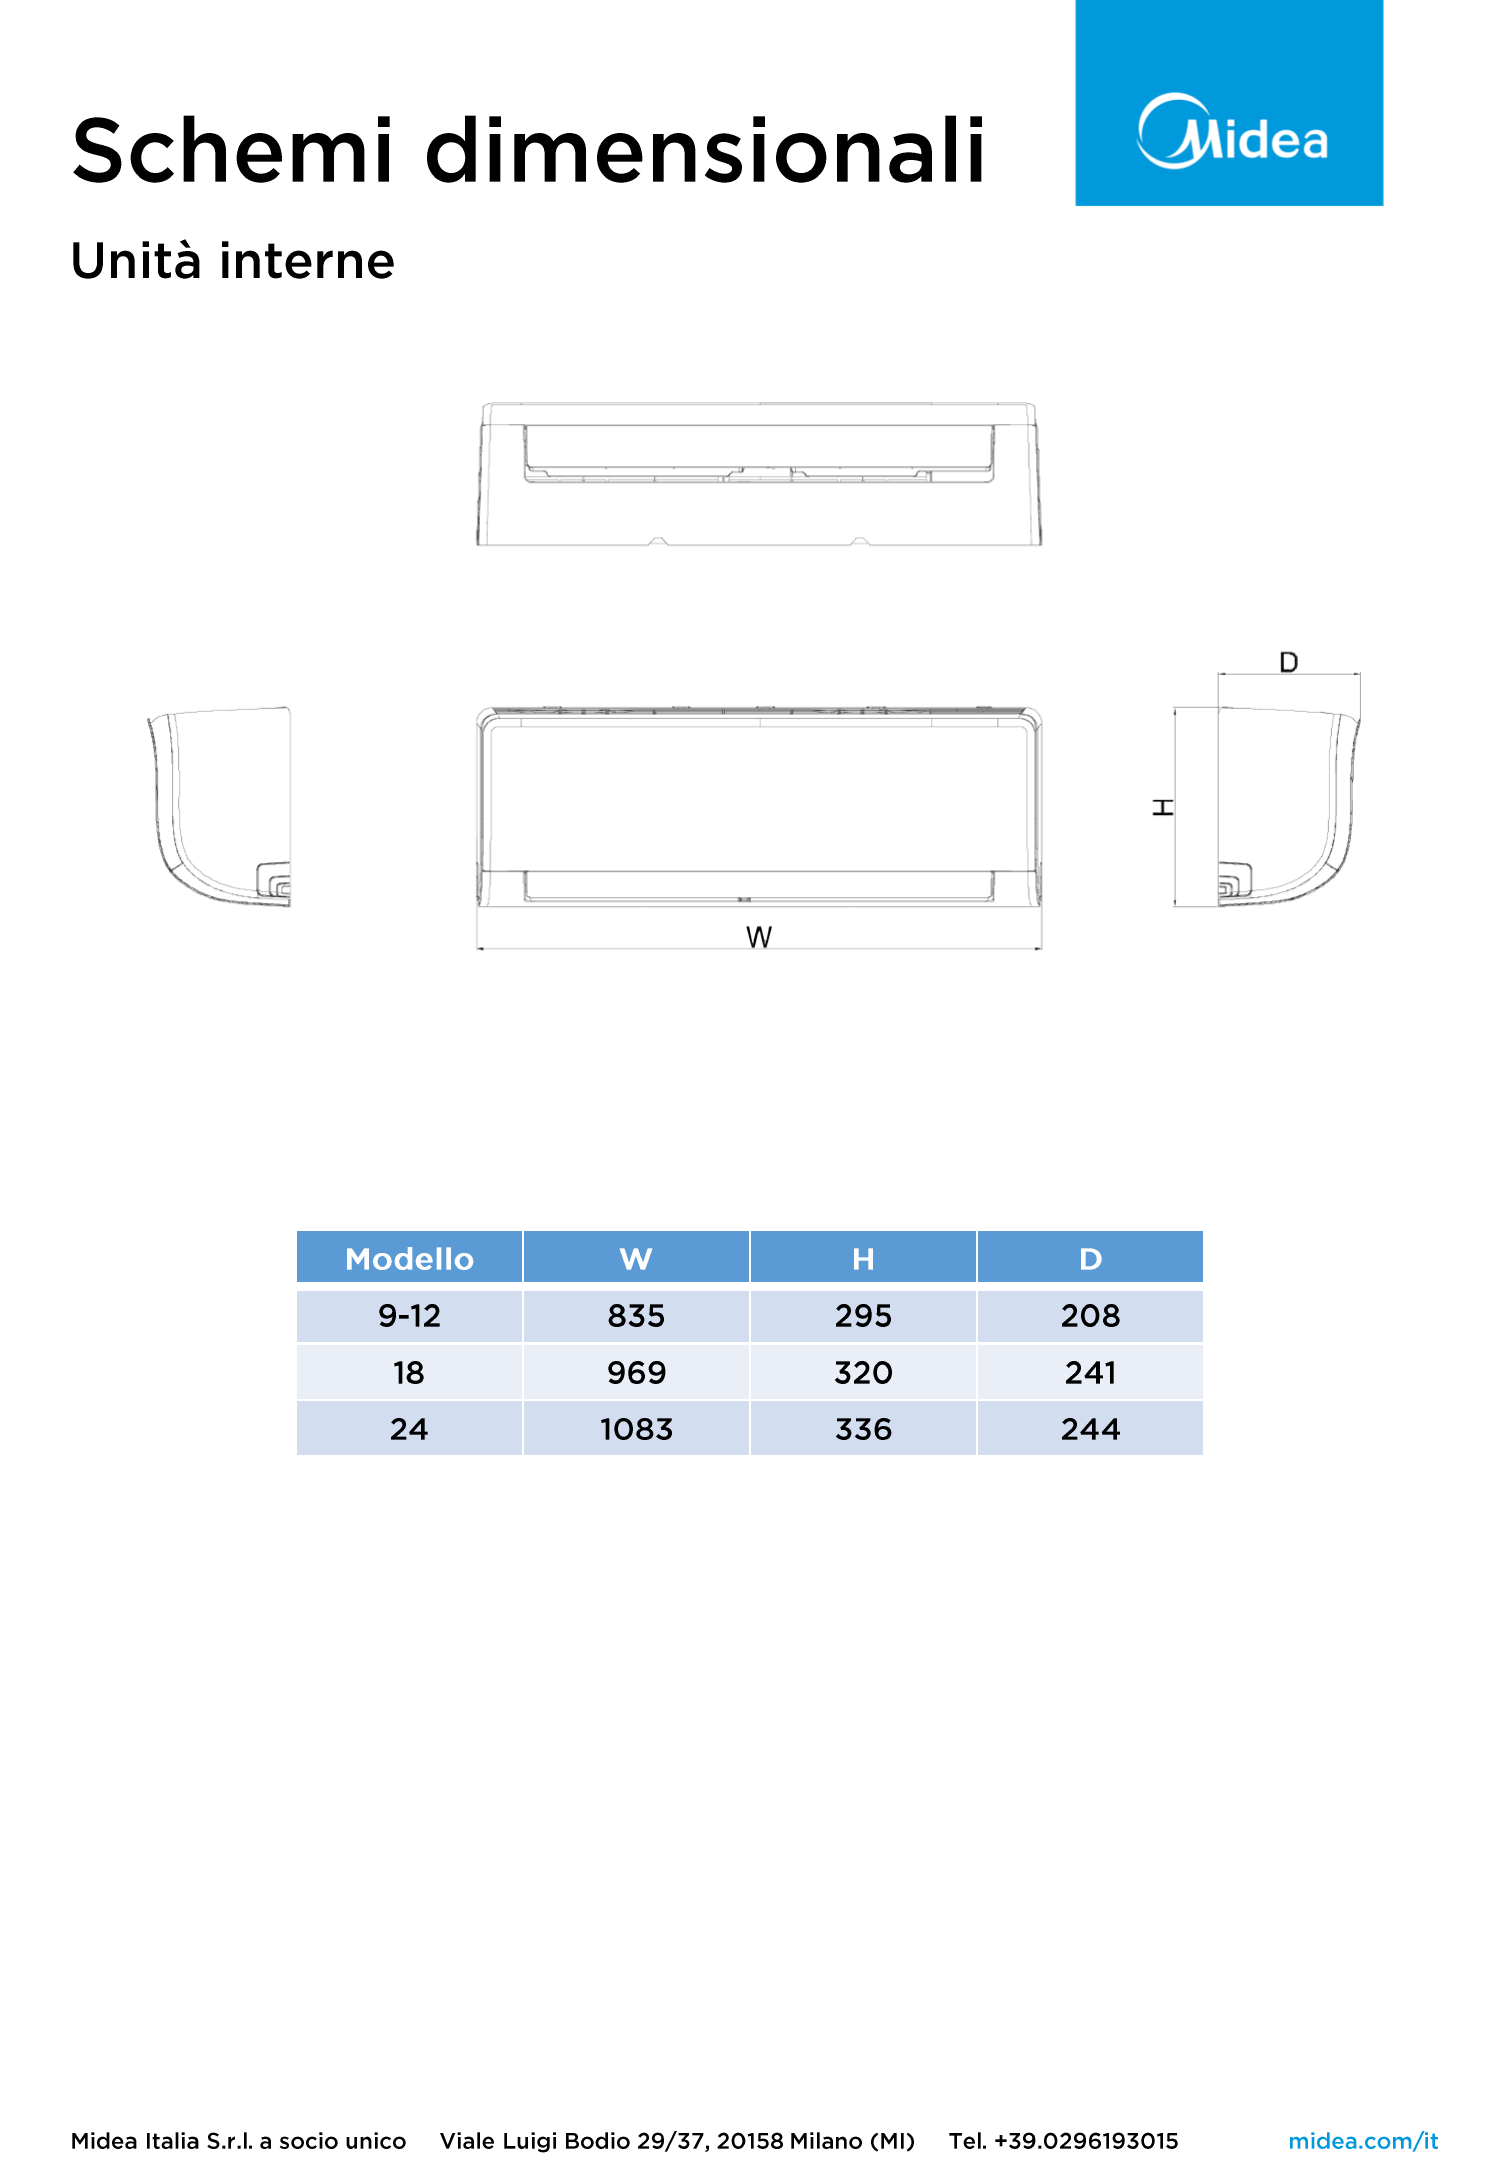 Midea
Schemi dimensionali
Unità interne
D
H
W
Modello W H D
9-12 835 295 208
18 969 320 241
24 1083 336 244
Midea Italia S.r.l. a socio unico Viale Luigi Bodio 29/37, 20158 Milano (MI) Tel. +39.0296193015 midea.com/it